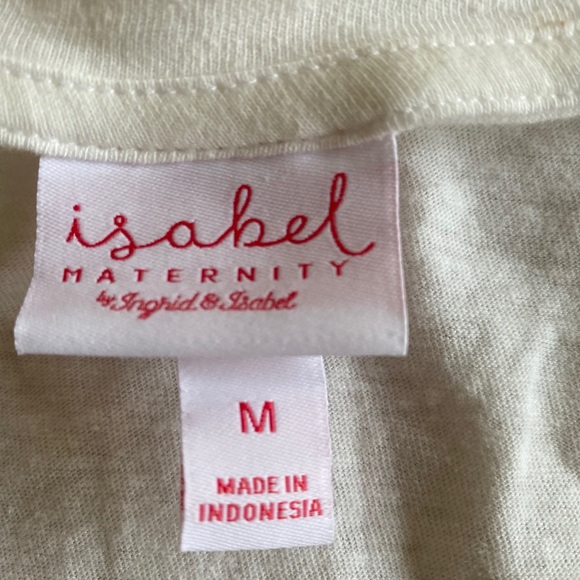 isabel
MATERNITY
by Ingrid & Isabel
M
MADE IN
INDONESIA